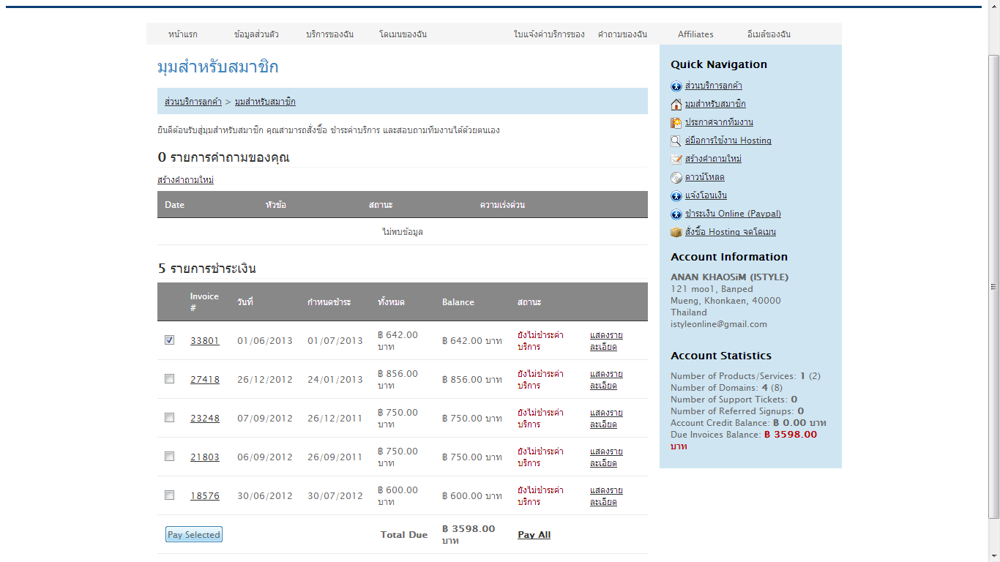 หน้าแรก ข้อมูลส่วนตัว บริการของฉัน โดเมนของฉัน ใบแจ้งค่าบริการของ คำถามของฉัน Affiliates อีเมล์ของฉัน
มุมสำหรับสมาชิก
ส่วนบริการลูกค้า > มุมสำหรับสมาชิก
ยินดีต้อนรับสู่มุมสำหรับสมาชิก คุณสามารถสั่งซื้อ ชำระค่าบริการ และสอบถามทีมงานได้ด้วยตนเอง
0 รายการคำถามของคุณ
สร้างคำถามใหม่
Date หัวข้อ สถานะ ความเร่งด่วน
ไม่พบข้อมูล
5 รายการชำระเงิน
Invoice # วันที่ กำหนดชำระ ทั้งหมด Balance สถานะ
33801 01/06/2013 01/07/2013 ฿ 642.00 บาท ฿ 642.00 บาท ยังไม่ชำระค่าบริการ แสดงรายละเอียด
27418 26/12/2012 24/01/2013 ฿ 856.00 บาท ฿ 856.00 บาท ยังไม่ชำระค่าบริการ แสดงรายละเอียด
23248 07/09/2012 26/12/2011 ฿ 750.00 บาท ฿ 750.00 บาท ยังไม่ชำระค่าบริการ แสดงรายละเอียด
21803 06/09/2012 26/09/2011 ฿ 750.00 บาท ฿ 750.00 บาท ยังไม่ชำระค่าบริการ แสดงรายละเอียด
18576 30/06/2012 30/07/2012 ฿ 600.00 บาท ฿ 600.00 บาท ยังไม่ชำระค่าบริการ แสดงรายละเอียด
Pay Selected Total Due ฿ 3598.00 บาท Pay All
Quick Navigation
ส่วนบริการลูกค้า
มุมสำหรับสมาชิก
ประกาศจากทีมงาน
คู่มือการใช้งาน Hosting
สร้างคำถามใหม่
ดาวน์โหลด
แจ้งโอนเงิน
ชำระเงิน Online (Paypal)
สั่งซื้อ Hosting จดโดเมน
Account Information
ANAN KHAOSiM (ISTYLE)
121 moo1, Banped
Mueng, Khonkaen, 40000
Thailand
istyleonline@gmail.com
Account Statistics
Number of Products/Services: 1 (2)
Number of Domains: 4 (8)
Number of Support Tickets: 0
Number of Referred Signups: 0
Account Credit Balance: ฿ 0.00 บาท
Due Invoices Balance: ฿ 3598.00
บาท